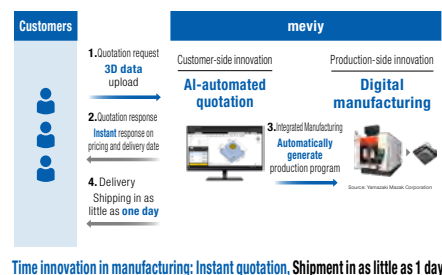 Customers
meviy
1.Quotation request
3D data
upload
2.Quotation response
Instant response on
pricing and delivery date
4. Delivery
Shipping in as
little as one day
Customer-side innovation
AI-automated
quotation
3.Integrated Manufacturing
Automatically
generate
production program
Production-side innovation
Digital
manufacturing
Source: Yamazaki Mazak Corporation
Time innovation in manufacturing: Instant quotation, Shipment in as little as 1 day